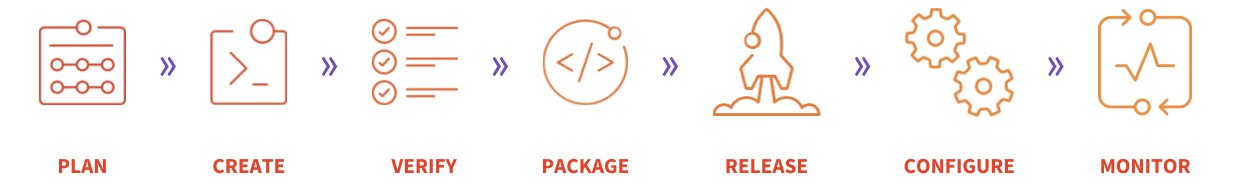 PLAN
CREATE
VERIFY
PACKAGE
RELEASE
CONFIGURE
MONITOR